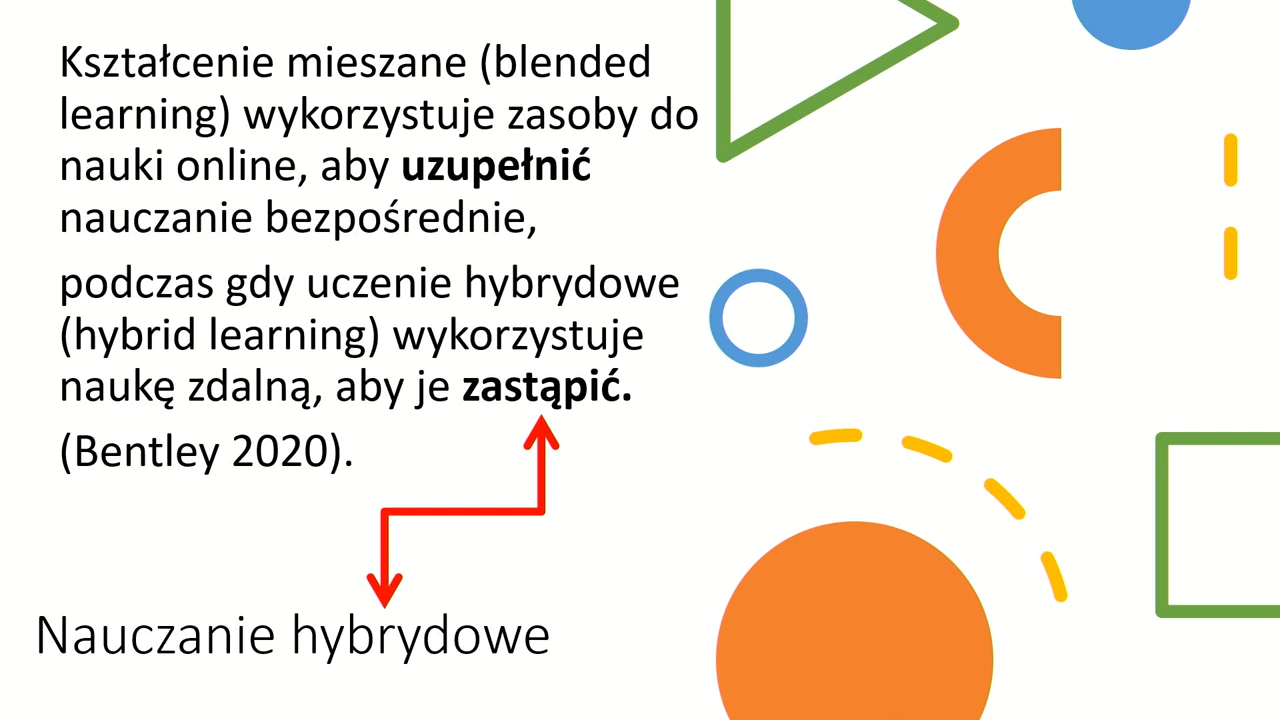 Kształcenie mieszane (blended
learning) wykorzystuje zasoby do
nauki online, aby uzupełnić
nauczanie bezpośrednie,
podczas gdy uczenie hybrydowe
(hybrid learning) wykorzystuje
naukę zdalną, aby je zastąpić.
(Bentley 2020).
Nauczanie hybrydowe